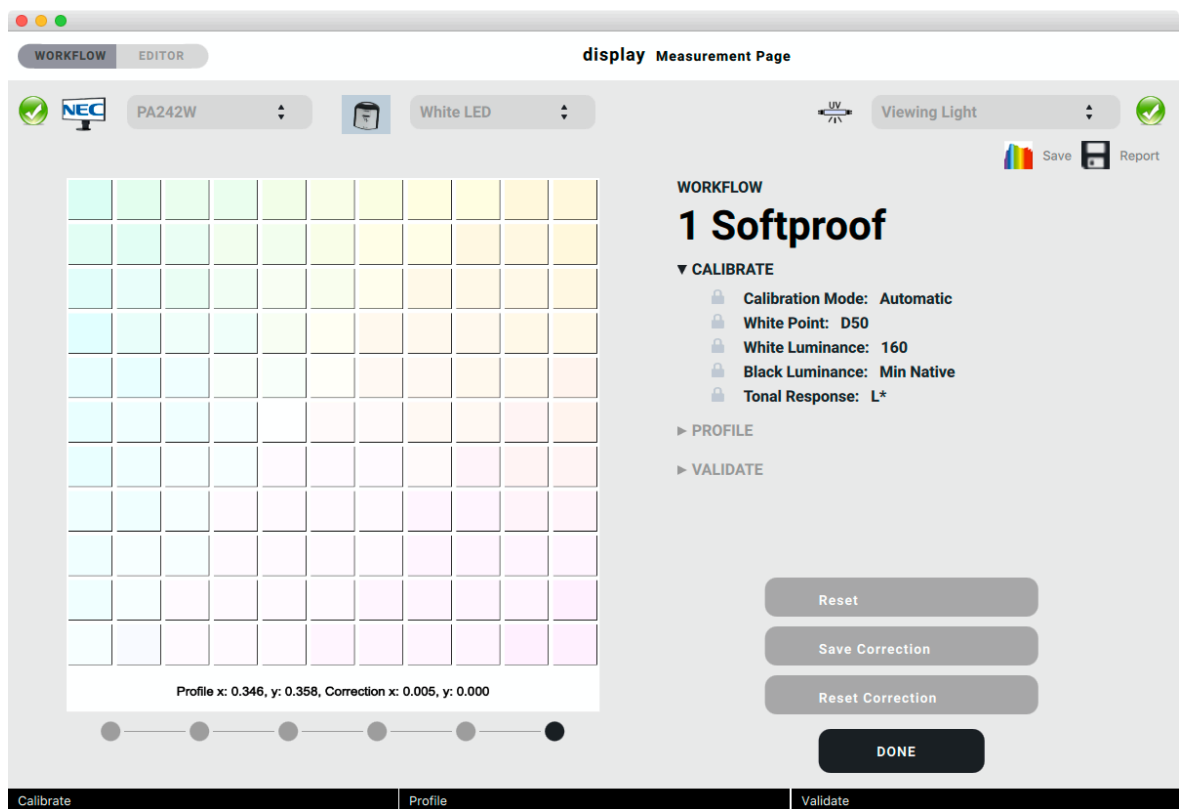 WORKFLOW
EDITOR
display Measurement Page
NEC
PA242W
White LED
UV
Viewing Light
Save
Report
WORKFLOW
1 Softproof
▼ CALIBRATE
Calibration Mode: Automatic
White Point: D50
White Luminance: 160
Black Luminance: Min Native
Tonal Response: L*
► PROFILE
► VALIDATE
Reset
Save Correction
Reset Correction
Profile x: 0.346, y: 0.358, Correction x: 0.005, y: 0.000
DONE
Calibrate
Profile
Validate